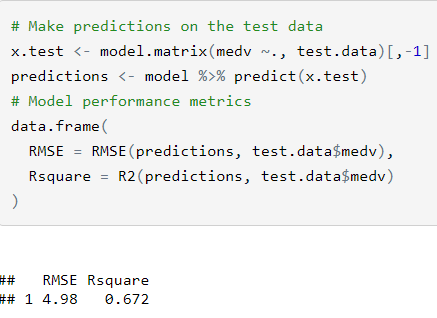 # Make predictions on the test data
x.test <- model.matrix(medv ~., test.data)[,-1]
predictions <- model %>% predict(x.test)
# Model performance metrics
data.frame(
  RMSE = RMSE(predictions, test.data$medv),
  Rsquare = R2(predictions, test.data$medv)
)
##   RMSE Rsquare
## 1 4.98   0.672